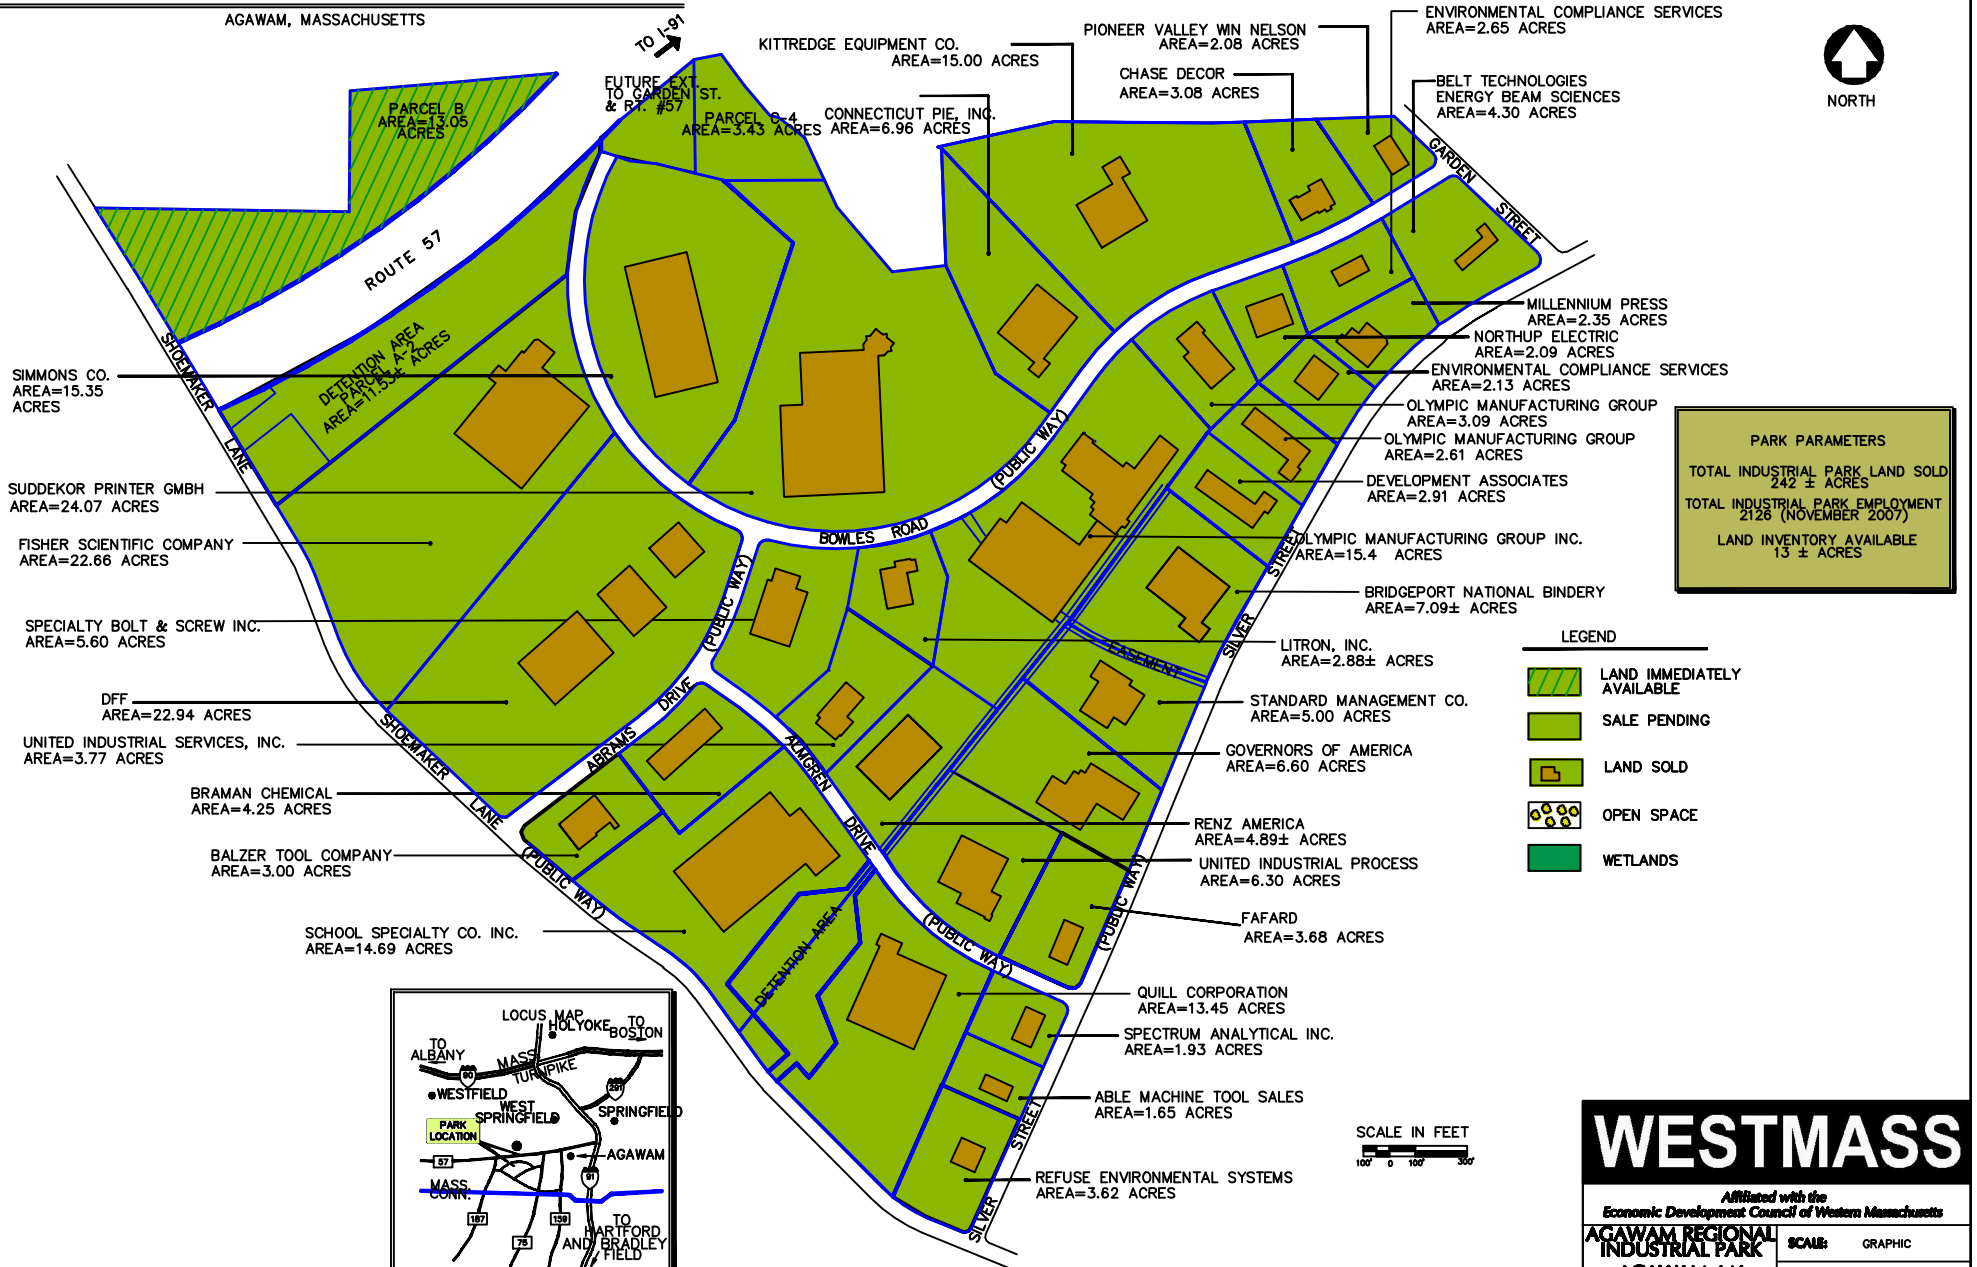 AGAWAM, MASSACHUSETTS
TO I-91
FUTURE EXT.
TO GARDEN ST.
& RT. #57
PARCEL B
AREA=13.05
ACRES
PARCEL C-4
AREA=3.43 ACRES
KITTREDGE EQUIPMENT CO.
AREA=15.00 ACRES
CONNECTICUT PIE, INC.
AREA=6.96 ACRES
PIONEER VALLEY WIN NELSON
AREA=2.08 ACRES
CHASE DECOR
AREA=3.08 ACRES
ENVIRONMENTAL COMPLIANCE SERVICES
AREA=2.65 ACRES
BELT TECHNOLOGIES
ENERGY BEAM SCIENCES
AREA=4.30 ACRES
NORTH
GARDEN
STREET
ROUTE 57
SHOEMAKER
LANE
DETENTION AREA
PARCEL A-2
AREA=11.53± ACRES
SIMMONS CO.
AREA=15.35
ACRES
SUDDEKOR PRINTER GMBH
AREA=24.07 ACRES
FISHER SCIENTIFIC COMPANY
AREA=22.66 ACRES
SPECIALTY BOLT & SCREW INC.
AREA=5.60 ACRES
DFF
AREA=22.94 ACRES
UNITED INDUSTRIAL SERVICES, INC.
AREA=3.77 ACRES
BRAMAN CHEMICAL
AREA=4.25 ACRES
BALZER TOOL COMPANY
AREA=3.00 ACRES
SCHOOL SPECIALTY CO. INC.
AREA=14.69 ACRES
MILLENNIUM PRESS
AREA=2.35 ACRES
NORTHUP ELECTRIC
AREA=2.09 ACRES
ENVIRONMENTAL COMPLIANCE SERVICES
AREA=2.13 ACRES
OLYMPIC MANUFACTURING GROUP
AREA=3.09 ACRES
OLYMPIC MANUFACTURING GROUP
AREA=2.61 ACRES
DEVELOPMENT ASSOCIATES
AREA=2.91 ACRES
OLYMPIC MANUFACTURING GROUP INC.
AREA=15.4 ACRES
BRIDGEPORT NATIONAL BINDERY
AREA=7.09± ACRES
LITRON, INC.
AREA=2.88± ACRES
STANDARD MANAGEMENT CO.
AREA=5.00 ACRES
GOVERNORS OF AMERICA
AREA=6.60 ACRES
RENZ AMERICA
AREA=4.89± ACRES
UNITED INDUSTRIAL PROCESS
AREA=6.30 ACRES
FAFARD
AREA=3.68 ACRES
QUILL CORPORATION
AREA=13.45 ACRES
SPECTRUM ANALYTICAL INC.
AREA=1.93 ACRES
ABLE MACHINE TOOL SALES
AREA=1.65 ACRES
REFUSE ENVIRONMENTAL SYSTEMS
AREA=3.62 ACRES
BOWLES ROAD
(PUBLIC WAY)
(PUBLIC WAY)
ABRAMS DRIVE
ALMGREN
DRIVE
(PUBLIC WAY)
EASEMENT
STREET
SILVER
(PUBLIC WAY)
STREET
SILVER
SHOEMAKER
LANE
(PUBLIC WAY)
DETENTION AREA
PARK PARAMETERS
TOTAL INDUSTRIAL PARK LAND SOLD
242 ± ACRES
TOTAL INDUSTRIAL PARK EMPLOYMENT
2126 (NOVEMBER 2007)
LAND INVENTORY AVAILABLE
13 ± ACRES
LEGEND
LAND IMMEDIATELY
AVAILABLE
SALE PENDING
LAND SOLD
OPEN SPACE
WETLANDS
LOCUS MAP
HOLYOKE
TO
BOSTON
TO
ALBANY
MASS
TURNPIKE
90
291
WESTFIELD
WEST
SPRINGFIELD
SPRINGFIELD
PARK
LOCATION
57
AGAWAM
91
MASS.
CONN.
187
159
75
TO
HARTFORD
AND BRADLEY
FIELD
SCALE IN FEET
100' 0 100' 300'
WESTMASS
Affiliated with the
Economic Development Council of Western Massachusetts
AGAWAM REGIONAL
INDUSTRIAL PARK
SCALE: GRAPHIC